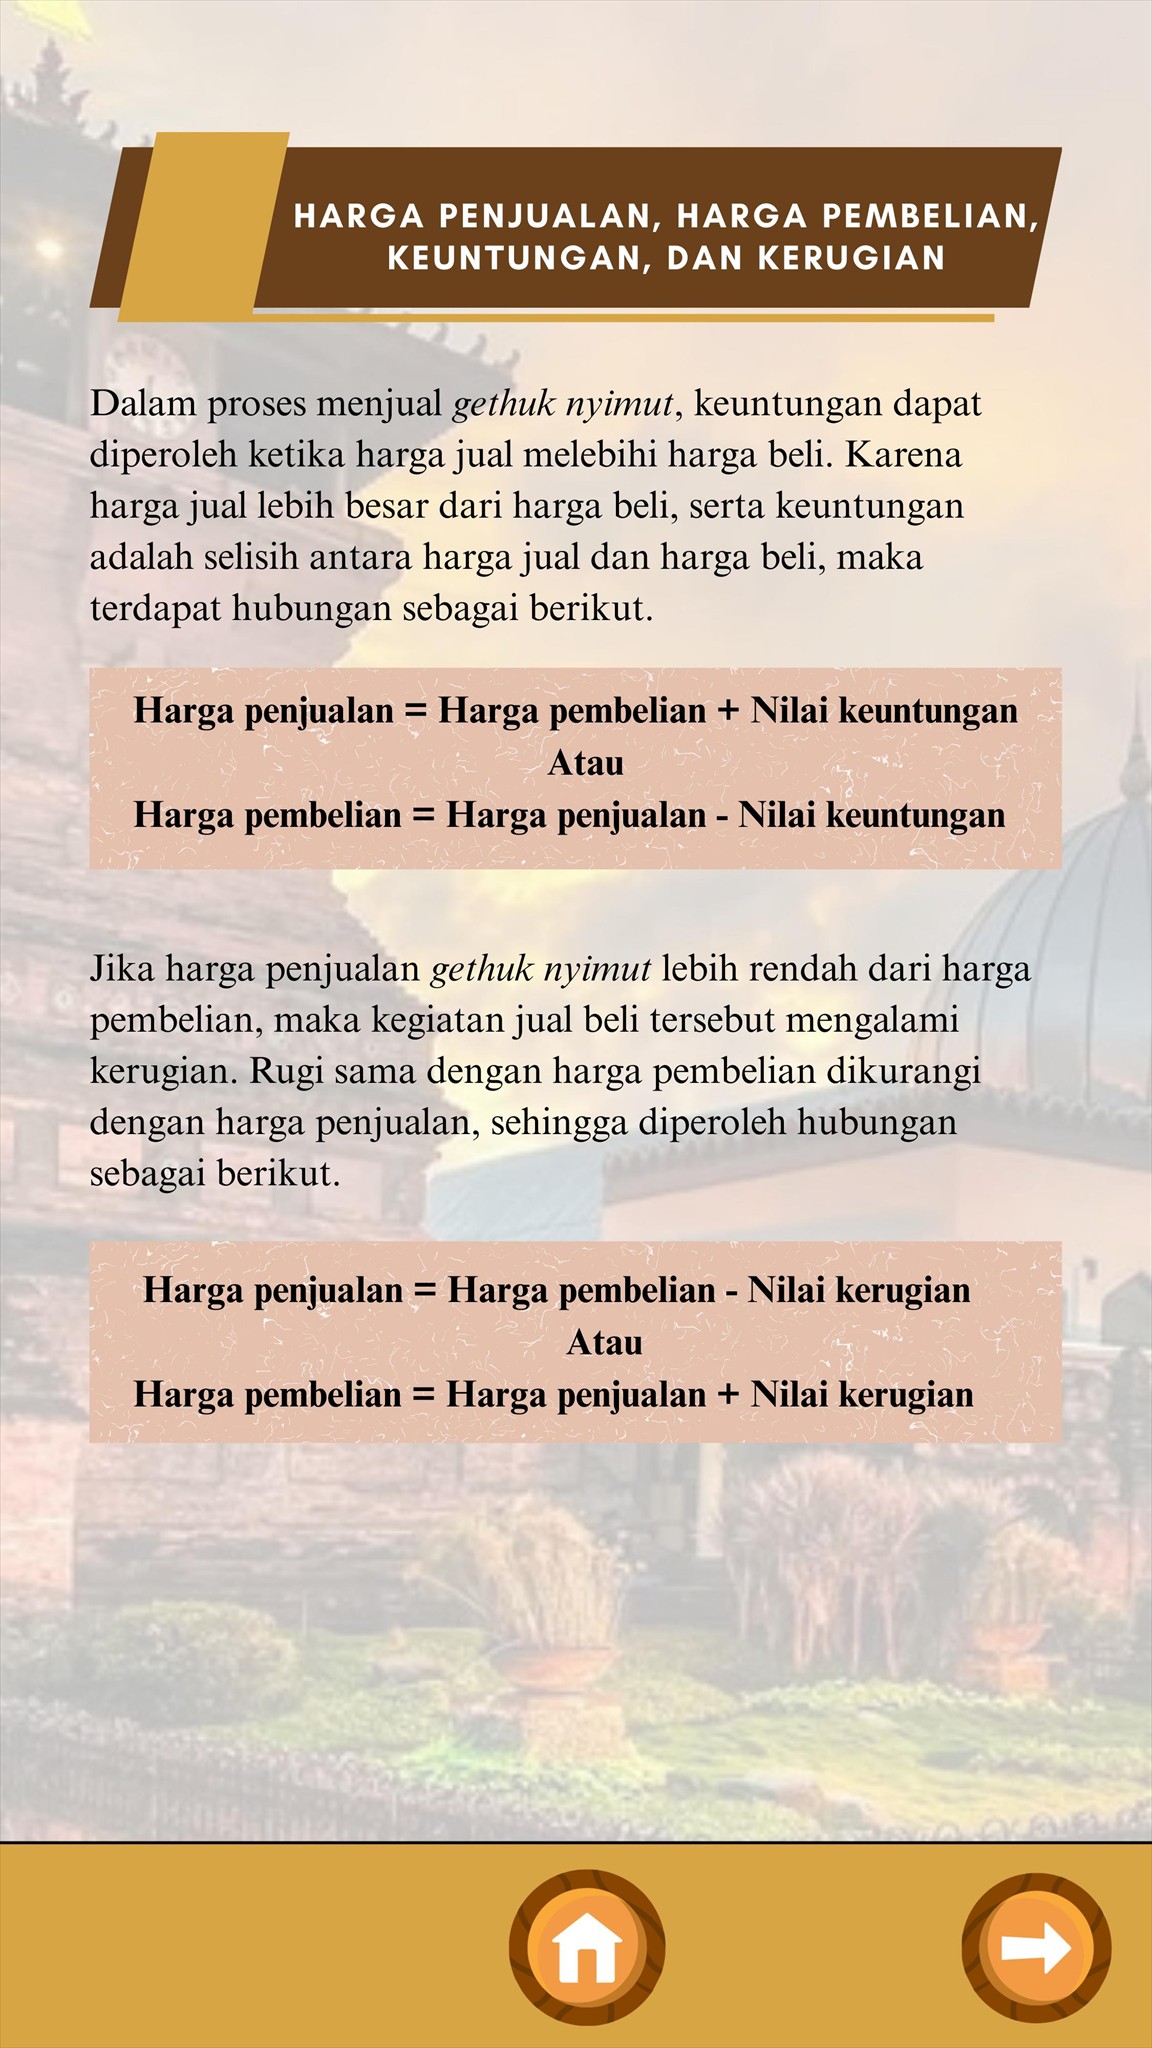 HARGA PENJUALAN, HARGA PEMBELIAN,
KEUNTUNGAN, DAN KERUGIAN
Dalam proses menjual gethuk nyimut, keuntungan dapat
diperoleh ketika harga jual melebihi harga beli. Karena
harga jual lebih besar dari harga beli, serta keuntungan
adalah selisih antara harga jual dan harga beli, maka
terdapat hubungan sebagai berikut.
Harga penjualan = Harga pembelian + Nilai keuntungan
Atau
Harga pembelian = Harga penjualan - Nilai keuntungan
Jika harga penjualan gethuk nyimut lebih rendah dari harga
pembelian, maka kegiatan jual beli tersebut mengalami
kerugian. Rugi sama dengan harga pembelian dikurangi
dengan harga penjualan, sehingga diperoleh hubungan
sebagai berikut.
Harga penjualan = Harga pembelian - Nilai kerugian
Atau
Harga pembelian = Harga penjualan + Nilai kerugian